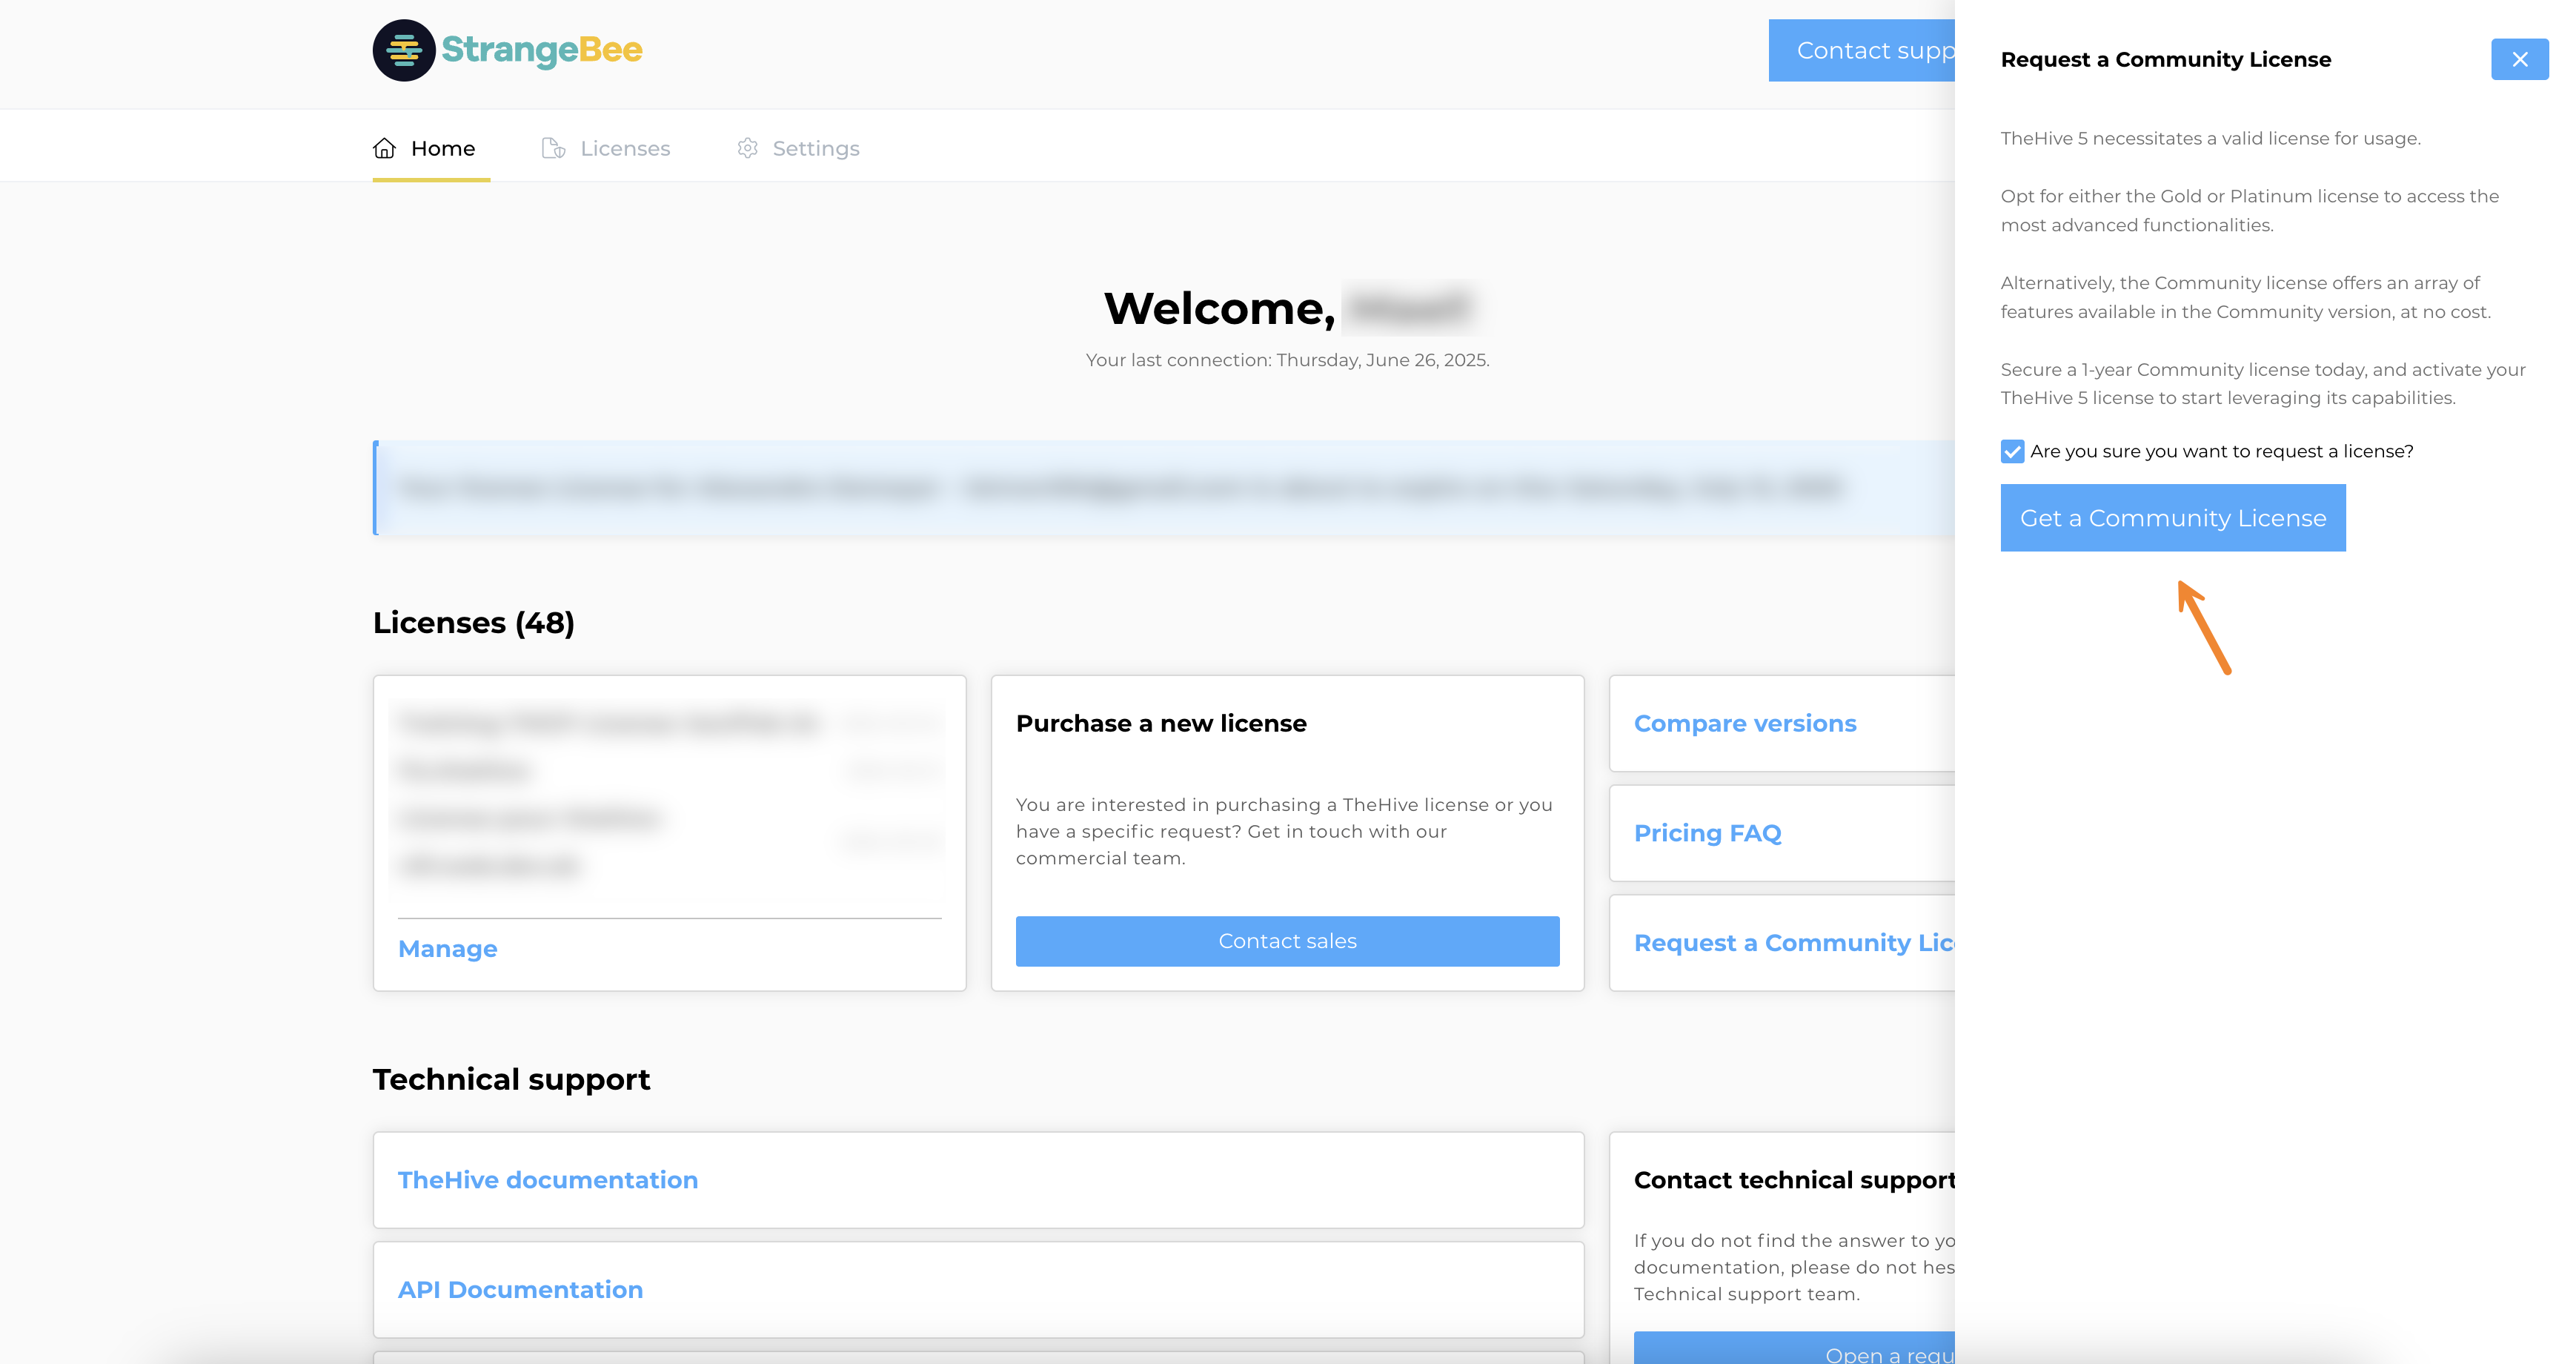 StrangeBee
Contact supp
Home
Licenses
Settings
Welcome,
Your last connection: Thursday, June 26, 2025.
Licenses (48)
Manage
Purchase a new license
You are interested in purchasing a TheHive license or you
have a specific request? Get in touch with our
commercial team.
Contact sales
Compare versions
Pricing FAQ
Request a Community Lic
Technical support
TheHive documentation
API Documentation
Contact technical support
If you do not find the answer to yo
documentation, please do not hes
Technical support team.
Open a requ
Request a Community License
TheHive 5 necessitates a valid license for usage.
Opt for either the Gold or Platinum license to access the
most advanced functionalities.
Alternatively, the Community license offers an array of
features available in the Community version, at no cost.
Secure a 1-year Community license today, and activate your
TheHive 5 license to start leveraging its capabilities.
Are you sure you want to request a license?
Get a Community License